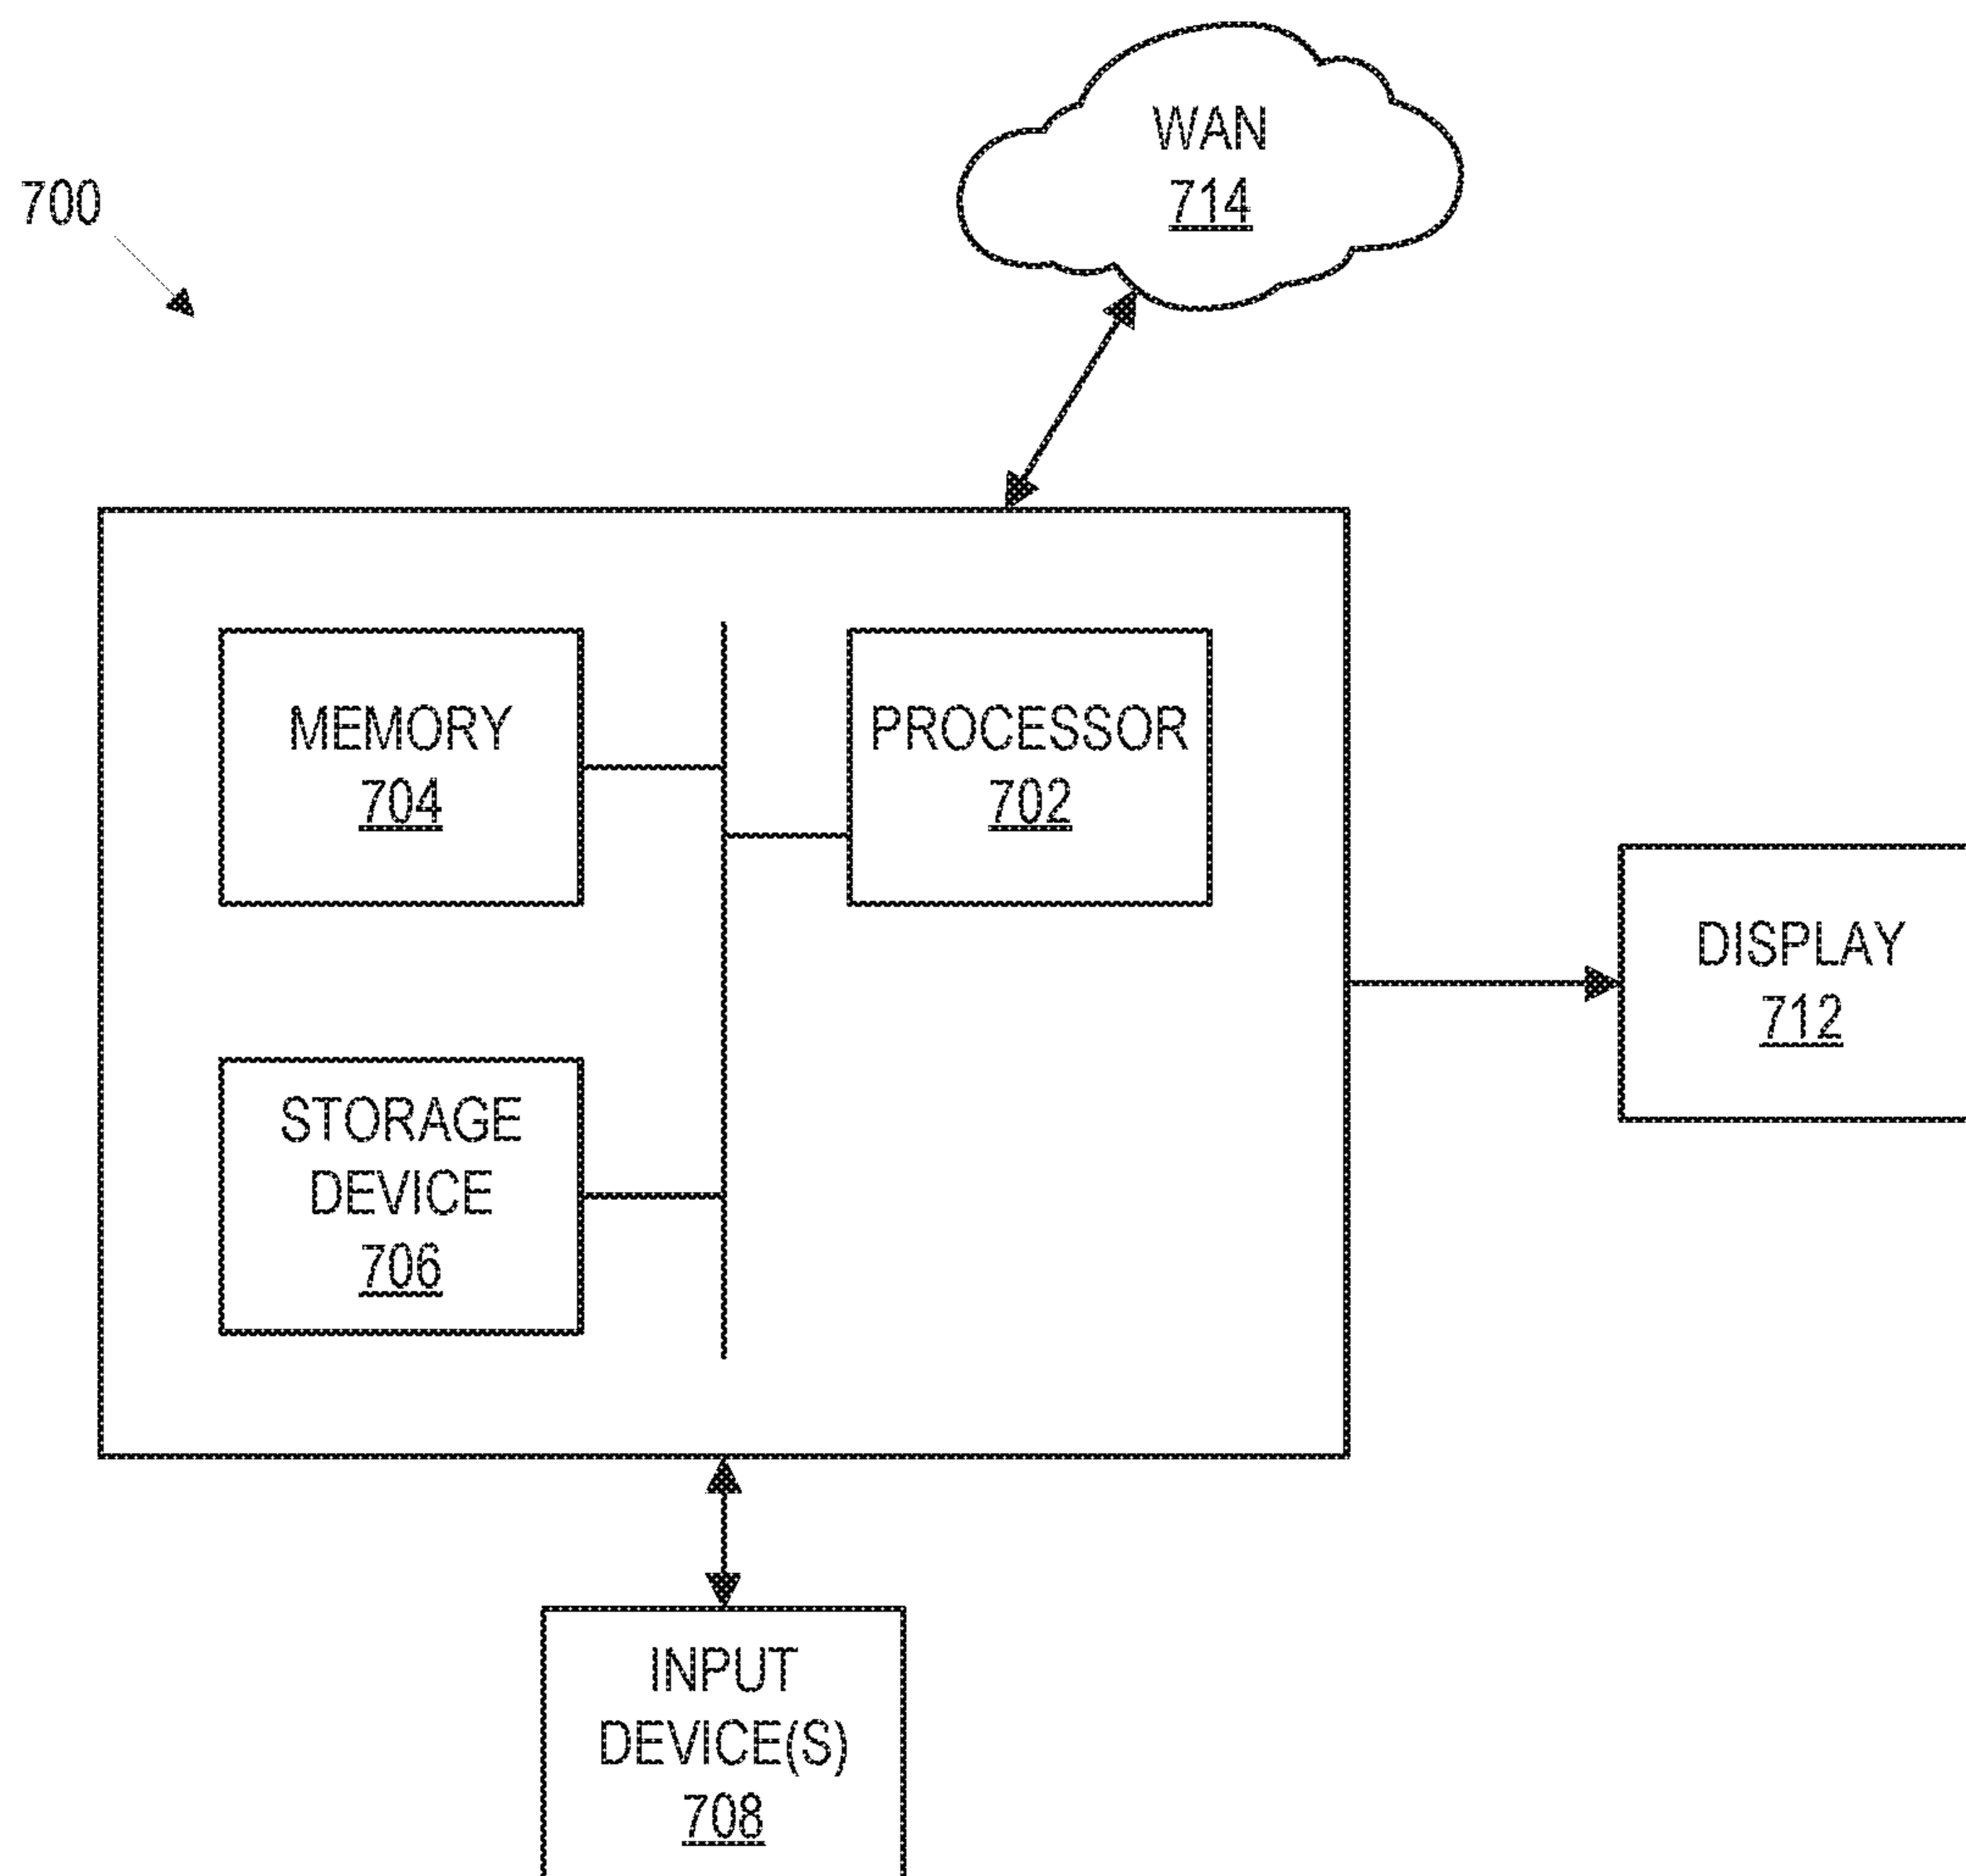 WAN
714
700
MEMORY
704
PROCESSOR
702
DISPLAY
712
STORAGE
DEVICE
706
INPUT
DEVICE(S)
708